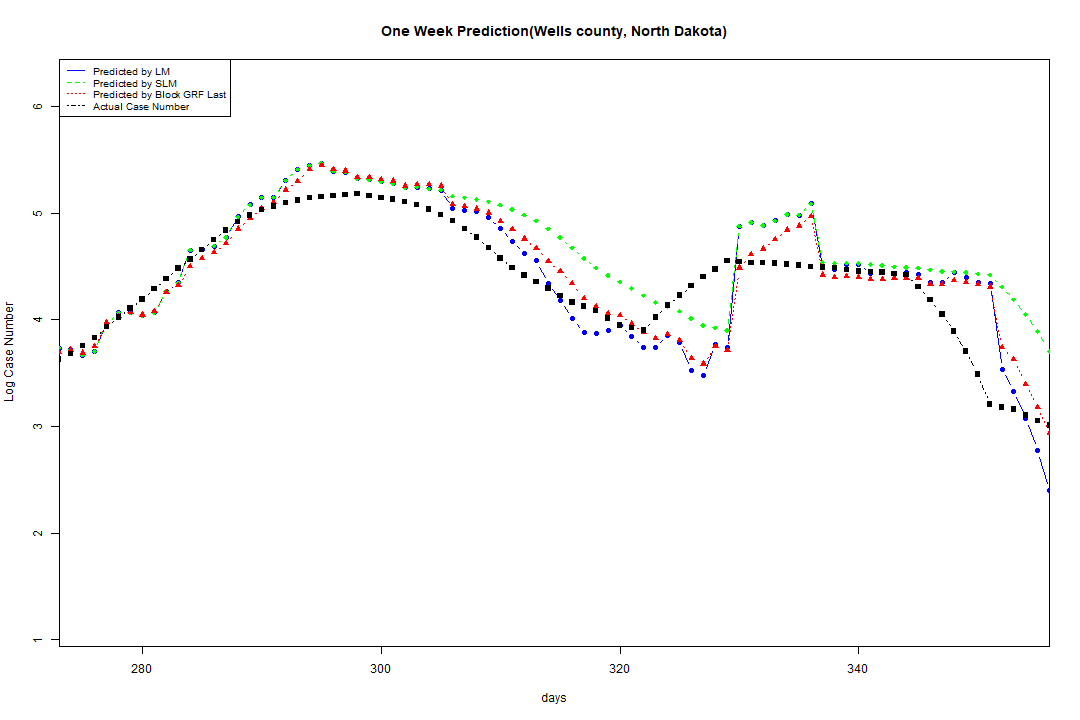 One Week Prediction(Wells county, North Dakota)
Predicted by LM
Predicted by SLM
Predicted by Block GRF Last
Actual Case Number
6
5
4
3
2
1
Log Case Number
280 300 320 340
days